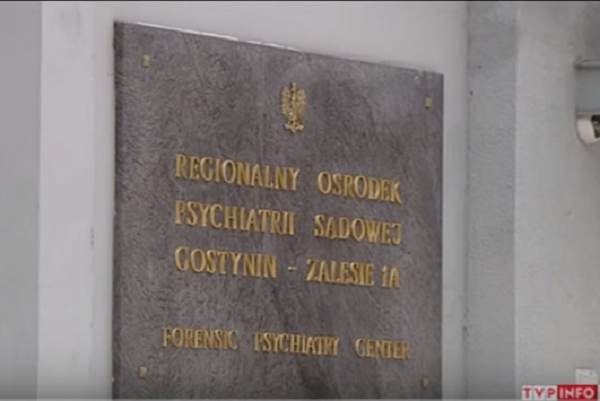 REGIONALNY OSRODEK
PSYCHIATRII SADOWEJ
GOSTYNIN - ZALESIE 1A
FORENSIC PSYCHIATRY CENTER
TVP INFO